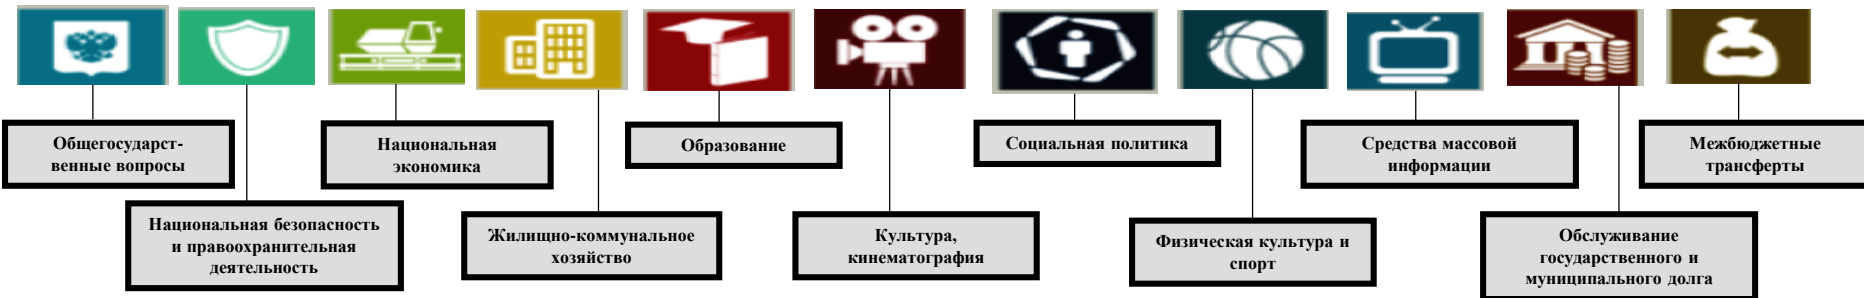 Общегосударст-
венные вопросы
Национальная безопасность
и правоохранительная
деятельность
Национальная
экономика
Жилищно-коммунальное
хозяйство
Образование
Культура,
кинематография
Социальная политика
Физическая культура и
спорт
Средства массовой
информации
Обслуживание
государственного и
муниципального долга
Межбюджетные
трансферты